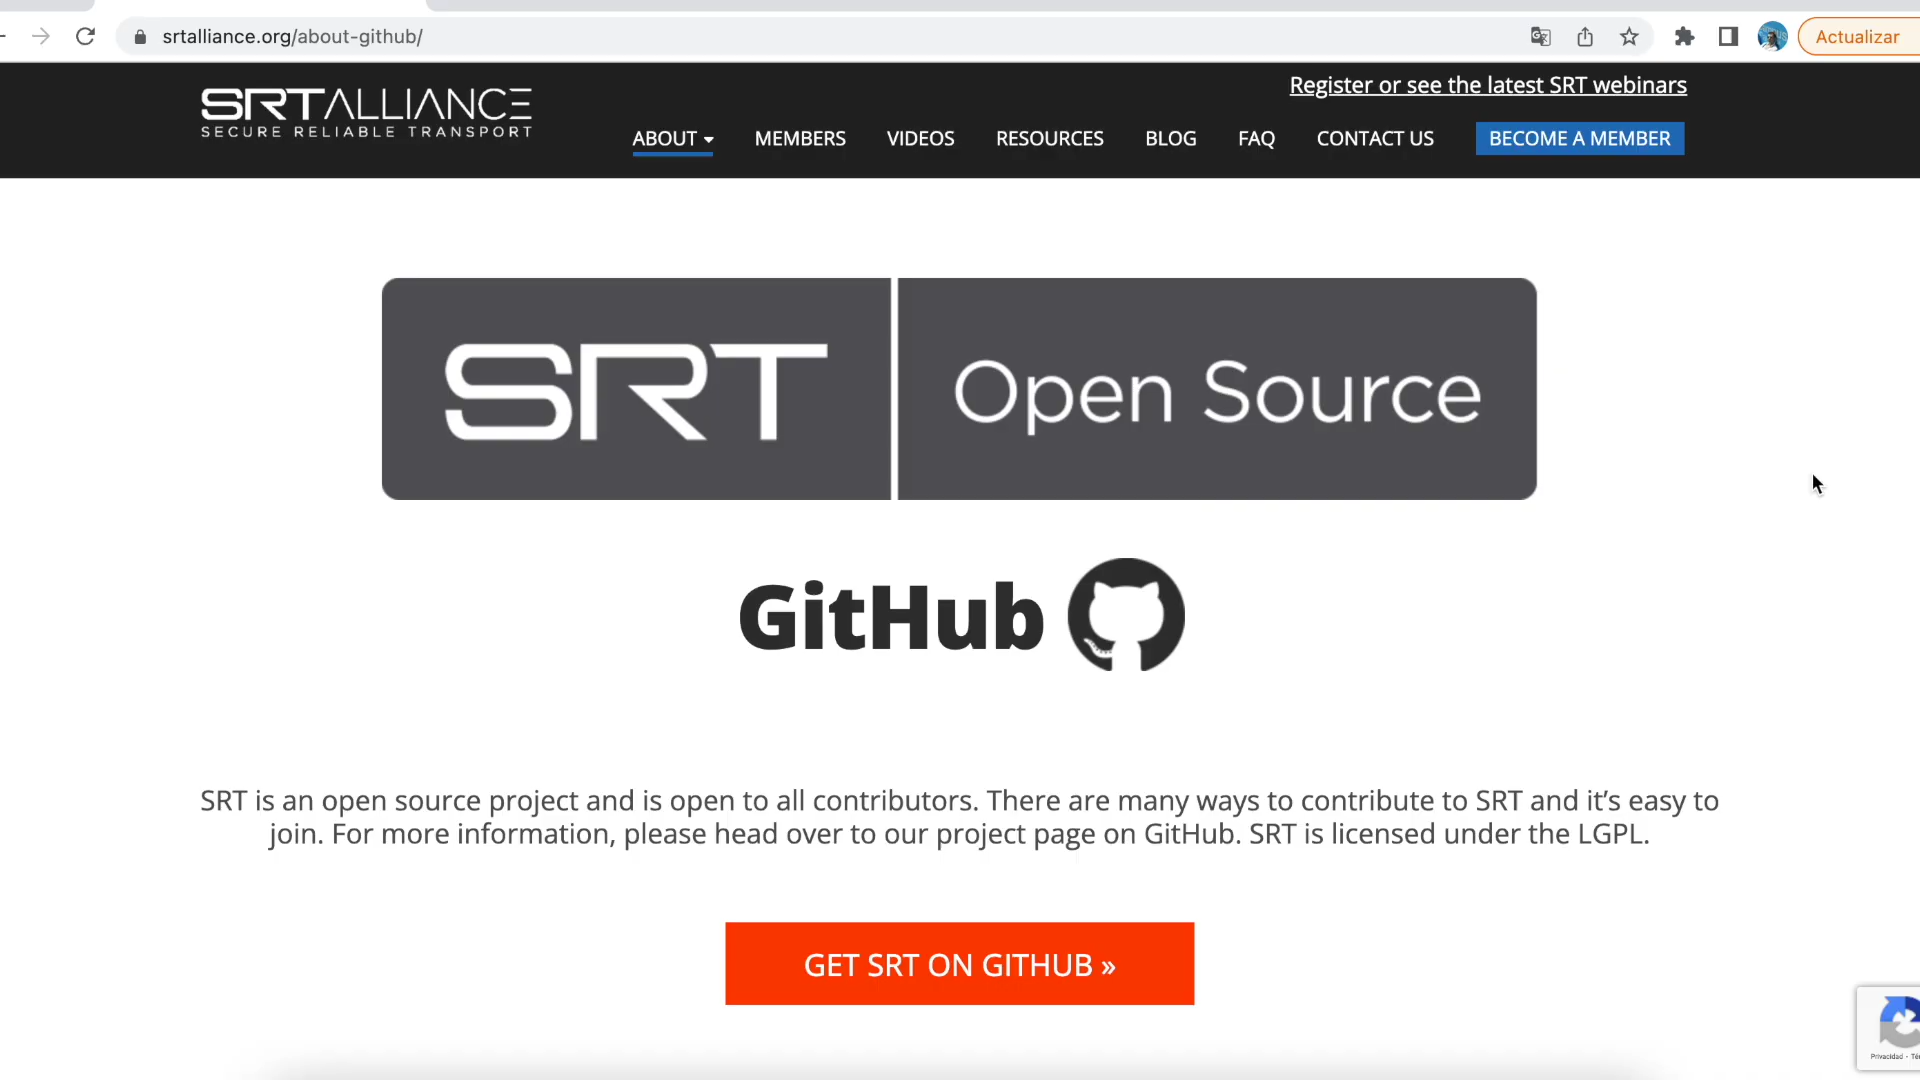 srtalliance.org/about-github/
Actualizar
Register or see the latest SRT webinars
SRTALLIANCE
SECURE RELIABLE TRANSPORT
ABOUT MEMBERS VIDEOS RESOURCES BLOG FAQ CONTACT US BECOME A MEMBER
SRT Open Source
GitHub
SRT is an open source project and is open to all contributors. There are many ways to contribute to SRT and it’s easy to
join. For more information, please head over to our project page on GitHub. SRT is licensed under the LGPL.
GET SRT ON GITHUB »
Privacidad -